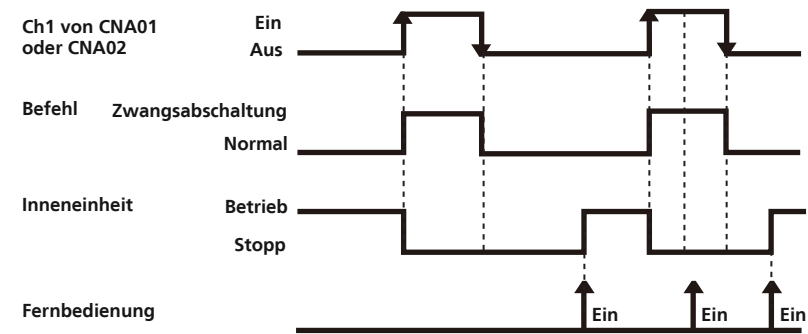 Ch1 von CNA01
oder CNA02
Ein
Aus
Befehl
Zwangsabschaltung
Normal
Inneneinheit
Betrieb
Stopp
Fernbedienung
Ein
Ein
Ein